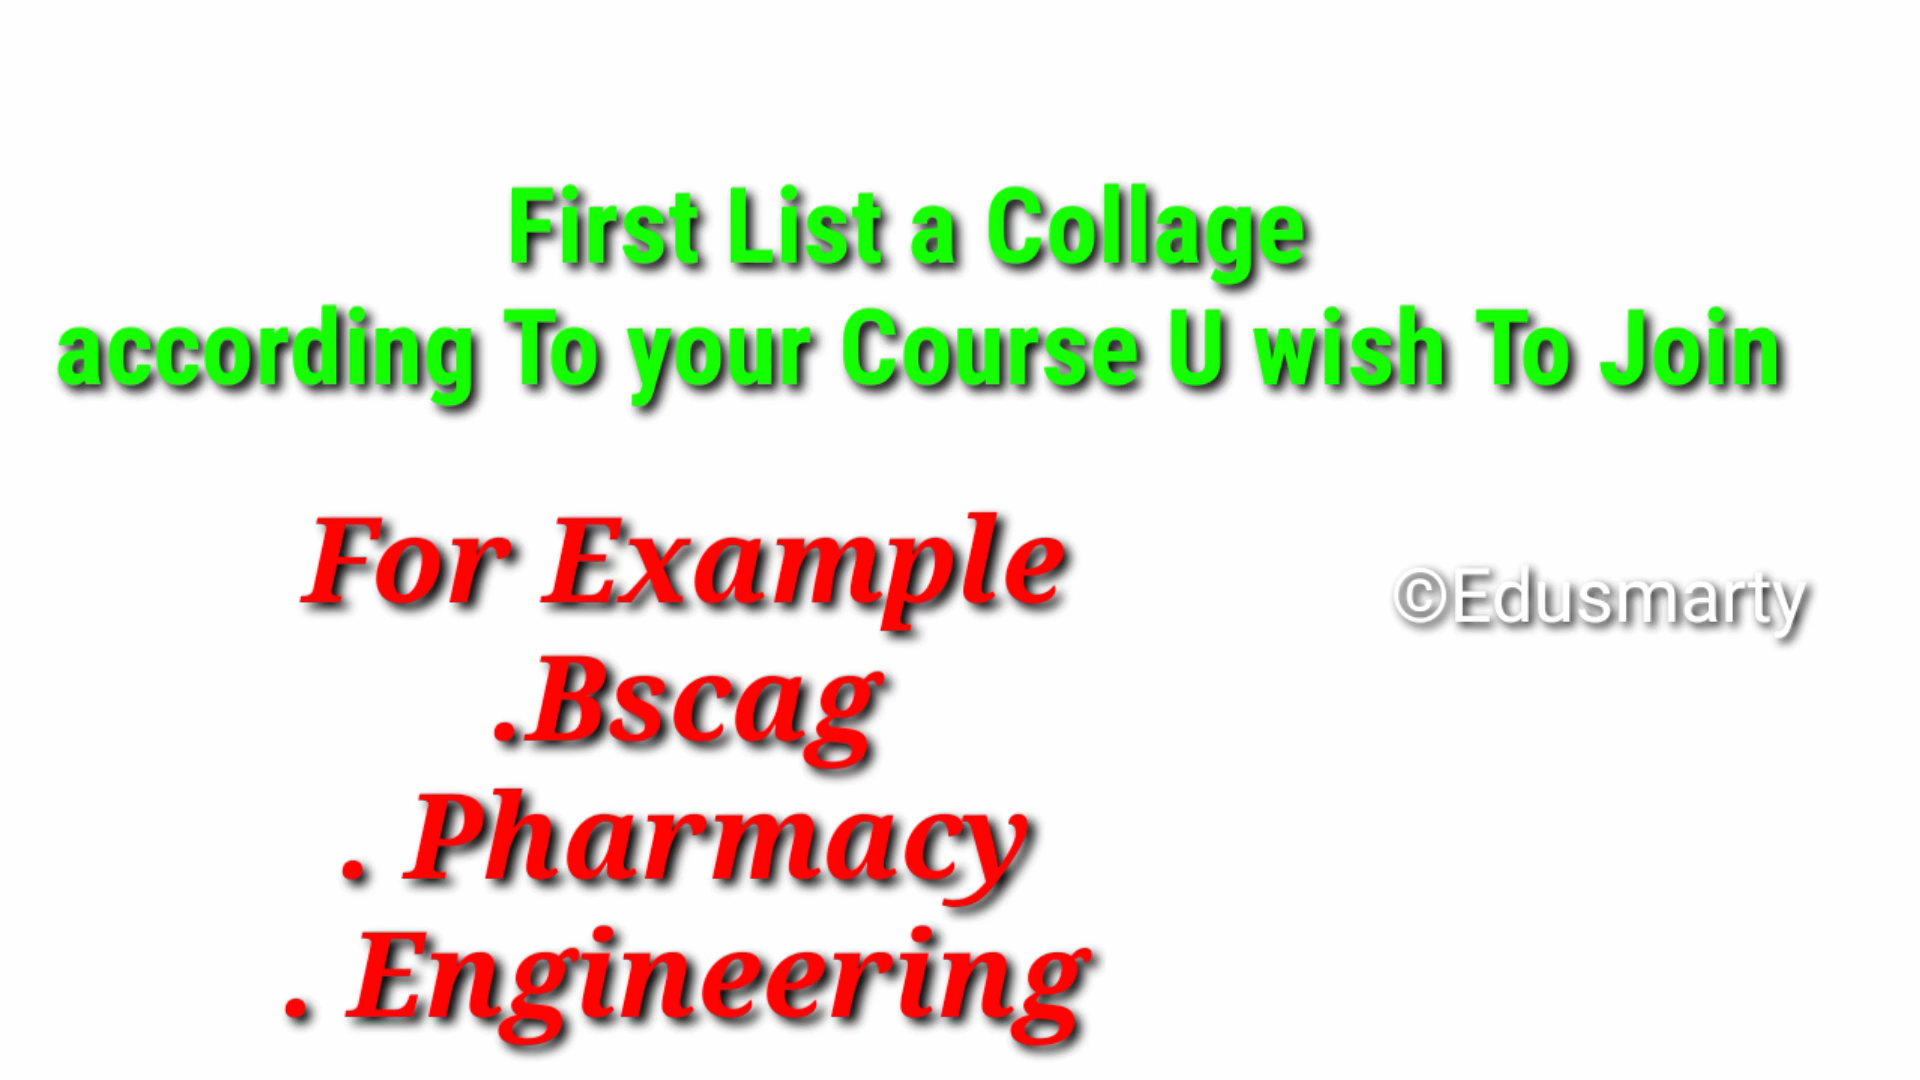 First List a Collage
according To your Course U wish To Join
For Example
©Edusmarty
.Bscag
. Pharmacy
. Engineering